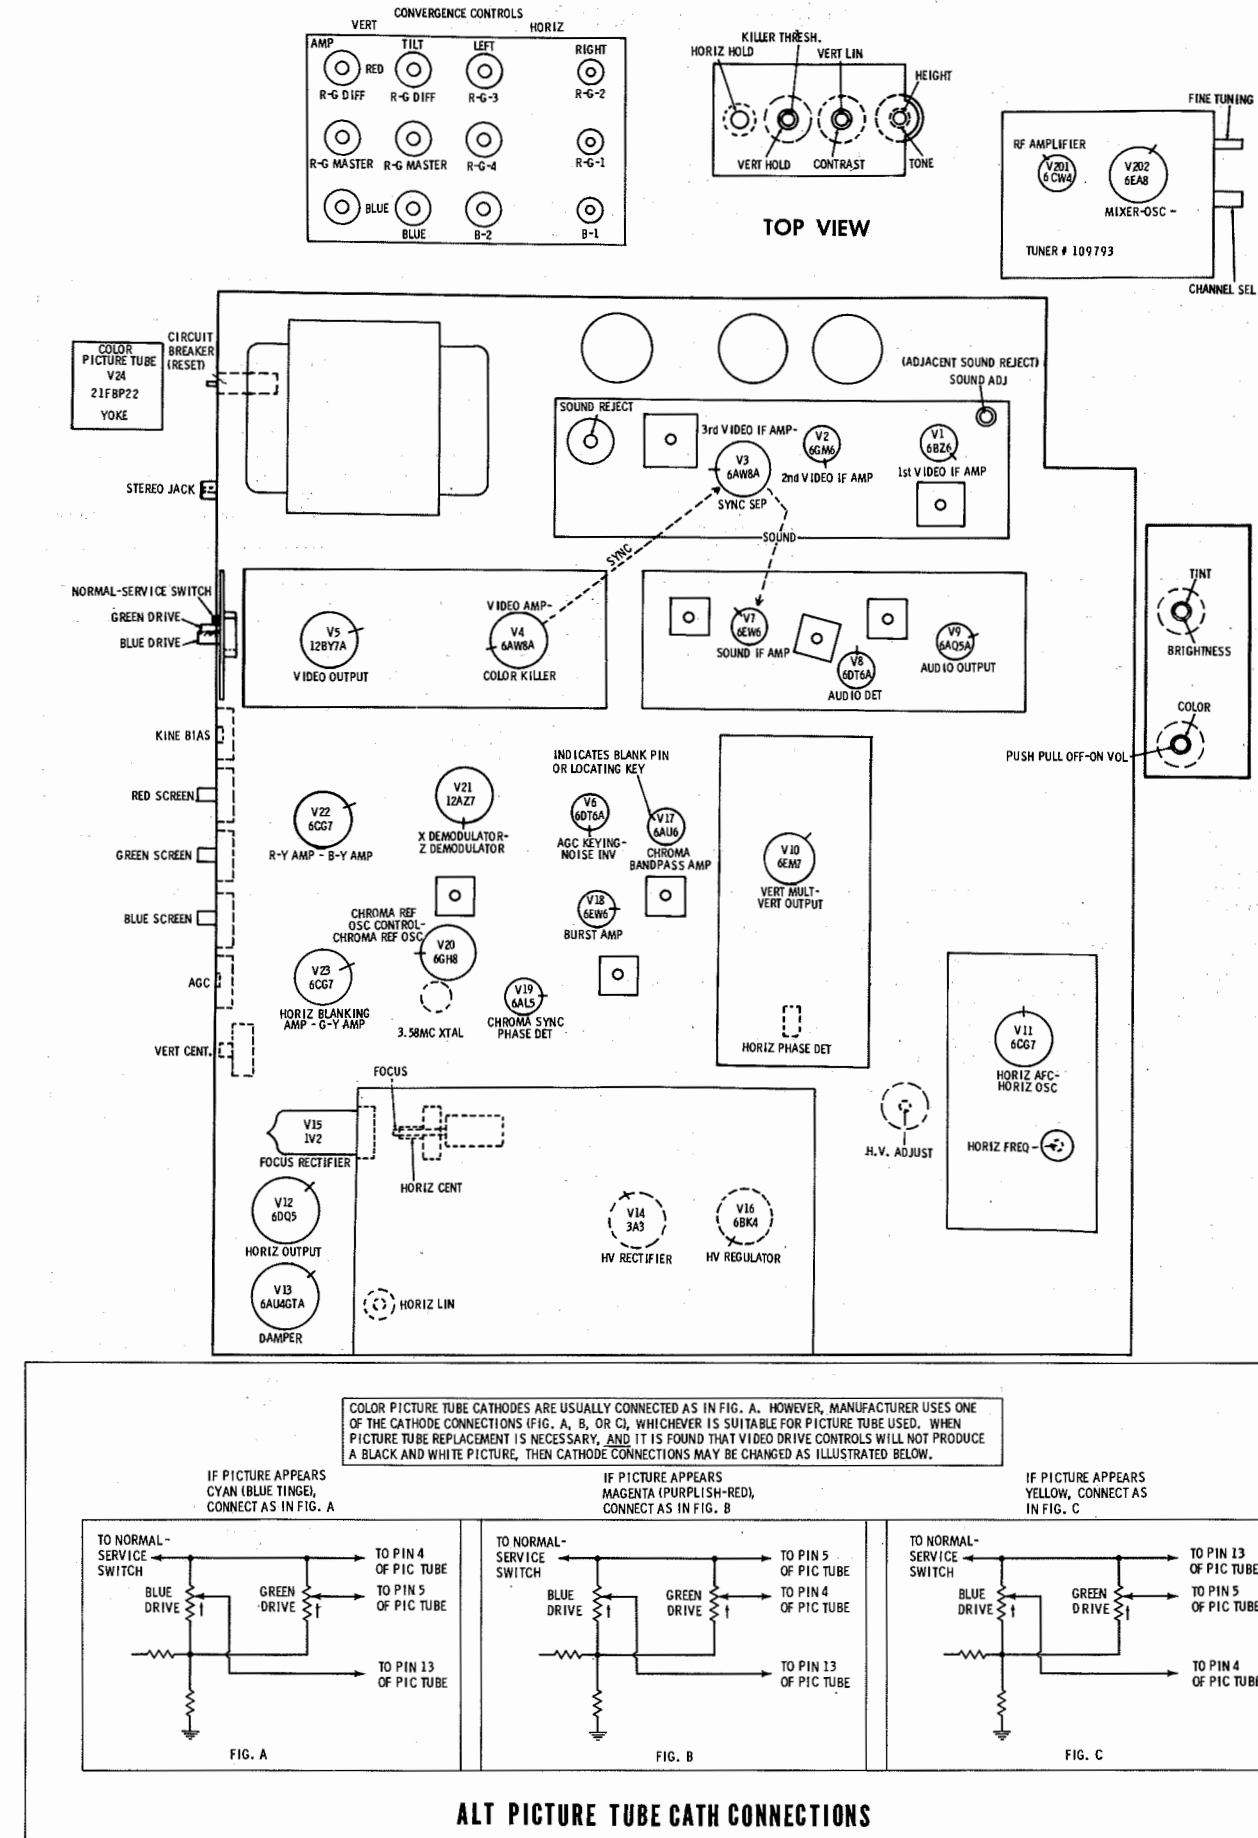 CONVERGENCE CONTROLS
VERT
HORIZ
AMP
TILT
LEFT
RIGHT
RED
R-G DIFF
R-G DIFF
R-G-3
R-G-2
R-G MASTER
R-G MASTER
R-G-4
R-G-1
BLUE
BLUE
B-2
B-1
KILLER THRESH.
HORIZ HOLD
VERT LIN
HEIGHT
VERT HOLD
CONTRAST
TONE
TOP VIEW
FINE TUNING
RF AMPLIFIER
V201
6CW4
V202
6EA8
MIXER-OSC -
TUNER # 109793
CHANNEL SEL
COLOR
PICTURE TUBE
V24
21FBP22
YOKE
CIRCUIT
BREAKER
(RESET)
(ADJACENT SOUND REJECT)
SOUND ADJ
SOUND REJECT
3rd VIDEO IF AMP-
V3
6AW8A
SYNC SEP
V2
6GM6
2nd VIDEO IF AMP
V1
6BZ6
1st VIDEO IF AMP
STEREO JACK
SYNC
SOUND
NORMAL-SERVICE SWITCH
GREEN DRIVE
BLUE DRIVE
V5
12BY7A
VIDEO OUTPUT
VIDEO AMP-
V4
6AW8A
COLOR KILLER
V7
6EW6
SOUND IF AMP
V8
6DT6A
AUDIO DET
V9
6AQ5A
AUDIO OUTPUT
TINT
BRIGHTNESS
COLOR
PUSH PULL OFF-ON VOL
KINE BIAS
RED SCREEN
GREEN SCREEN
BLUE SCREEN
AGC
VERT CENT.
INDICATES BLANK PIN
OR LOCATING KEY
V22
6CG7
R-Y AMP - B-Y AMP
V21
12AZ7
X DEMODULATOR-
Z DEMODULATOR
V6
6DT6A
AGC KEYING-
NOISE INV
V17
6AU6
CHROMA
BANDPASS AMP
V10
6EM7
VERT MULT-
VERT OUTPUT
V18
6EW6
BURST AMP
CHROMA REF
OSC CONTROL-
CHROMA REF OSC
V20
6GH8
V23
6CG7
HORIZ BLANKING
AMP - G-Y AMP
3.58MC XTAL
V19
6AL5
CHROMA SYNC
PHASE DET
HORIZ PHASE DET
V11
6CG7
HORIZ AFC-
HORIZ OSC
HORIZ FREQ
H.V. ADJUST
FOCUS
V15
1V2
FOCUS RECTIFIER
HORIZ CENT
V12
6DQ5
HORIZ OUTPUT
V14
3A3
HV RECTIFIER
V16
6BK4
HV REGULATOR
V13
6AU4GTA
DAMPER
HORIZ LIN
COLOR PICTURE TUBE CATHODES ARE USUALLY CONNECTED AS IN FIG. A. HOWEVER, MANUFACTURER USES ONE
OF THE CATHODE CONNECTIONS (FIG. A, B, OR C), WHICHEVER IS SUITABLE FOR PICTURE TUBE USED. WHEN
PICTURE TUBE REPLACEMENT IS NECESSARY, AND IT IS FOUND THAT VIDEO DRIVE CONTROLS WILL NOT PRODUCE
A BLACK AND WHITE PICTURE, THEN CATHODE CONNECTIONS MAY BE CHANGED AS ILLUSTRATED BELOW.
IF PICTURE APPEARS
CYAN (BLUE TINGE),
CONNECT AS IN FIG. A
TO NORMAL-
SERVICE
SWITCH
BLUE
DRIVE
GREEN
DRIVE
TO PIN 4
OF PIC TUBE
TO PIN 5
OF PIC TUBE
TO PIN 13
OF PIC TUBE
FIG. A
IF PICTURE APPEARS
MAGENTA (PURPLISH-RED),
CONNECT AS IN FIG. B
TO NORMAL-
SERVICE
SWITCH
BLUE
DRIVE
GREEN
DRIVE
TO PIN 5
OF PIC TUBE
TO PIN 4
OF PIC TUBE
TO PIN 13
OF PIC TUBE
FIG. B
IF PICTURE APPEARS
YELLOW, CONNECT AS
IN FIG. C
TO NORMAL-
SERVICE
SWITCH
BLUE
DRIVE
GREEN
DRIVE
TO PIN 13
OF PIC TUBE
TO PIN 5
OF PIC TUBE
TO PIN 4
OF PIC TUBE
FIG. C
ALT PICTURE TUBE CATH CONNECTIONS